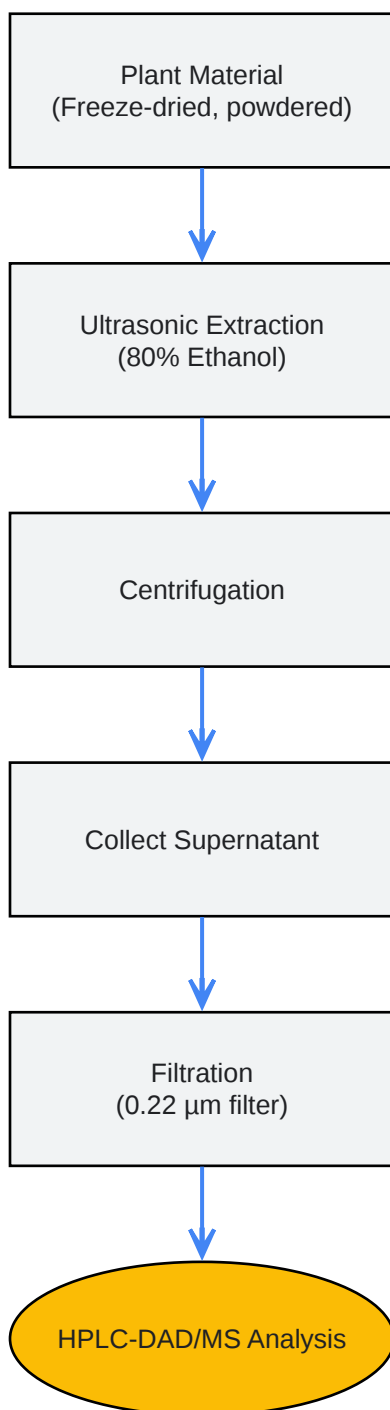 Plant Material
(Freeze-dried, powdered)
Ultrasonic Extraction
(80% Ethanol)
Centrifugation
Collect Supernatant
Filtration
(0.22 µm filter)
HPLC-DAD/MS Analysis